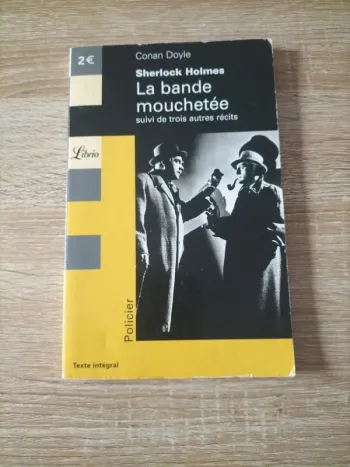 2€
Conan Doyle
Sherlock Holmes
La bande
mouchetée
suivi de trois autres récits
Librio
Policier
Texte intégral